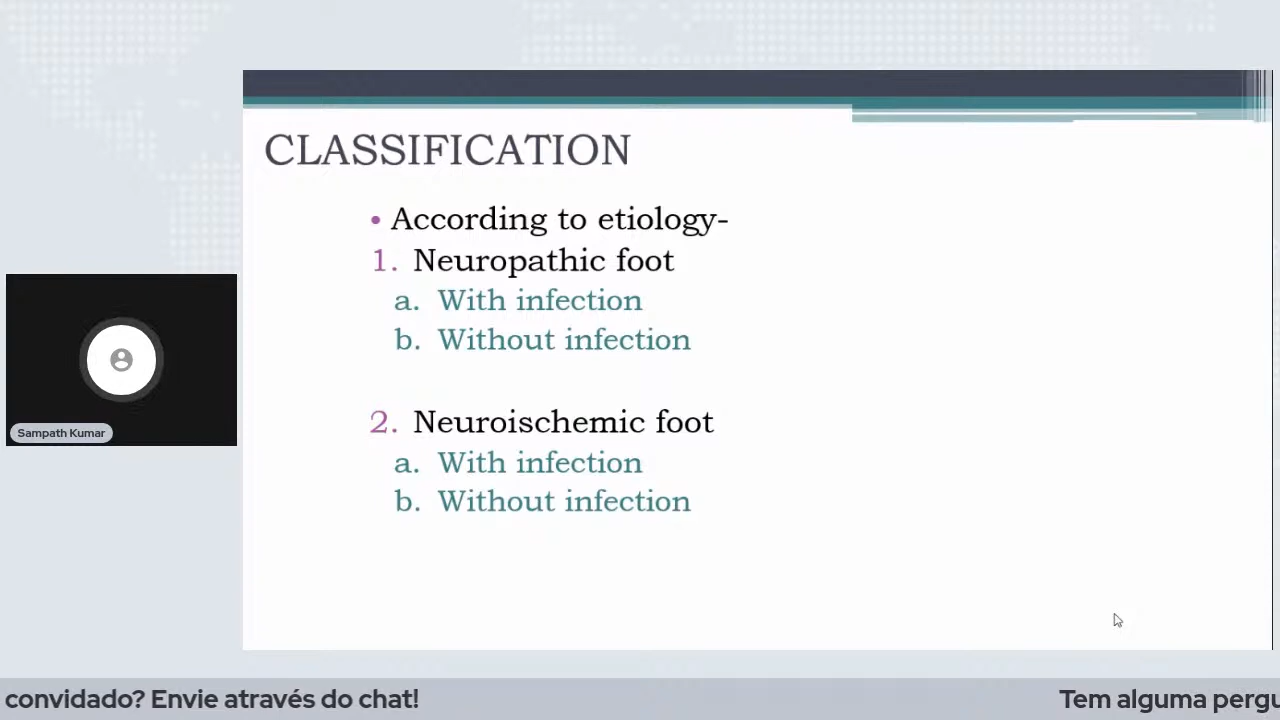 CLASSIFICATION
• According to etiology-
1. Neuropathic foot
a. With infection
b. Without infection
2. Neuroischemic foot
a. With infection
b. Without infection
Sampath Kumar
convidado? Envie através do chat!
Tem alguma pergu